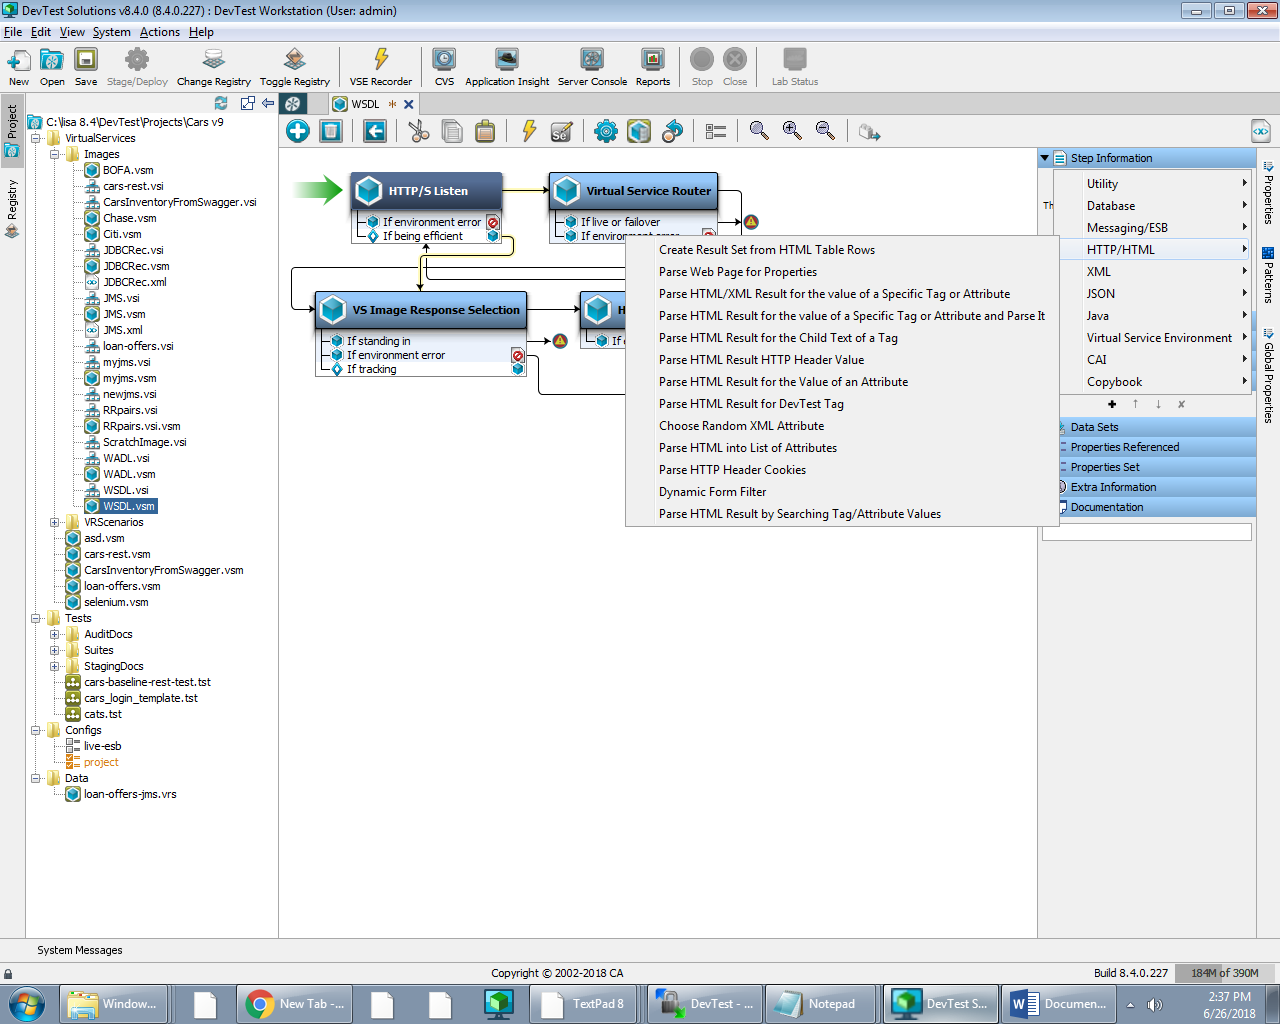 DevTest Solutions v8.4.0 (8.4.0.227) : DevTest Workstation (User: admin)
File Edit View System Actions Help
New Open Save Stage/Deploy Change Registry Toggle Registry VSE Recorder CVS Application Insight Server Console Reports Stop Close Lab Status
Project
Registry
C:\lisa 8.4\DevTest\Projects\Cars v9
VirtualServices
Images
BOFA.vsm
cars-rest.vsi
CarsInventoryFromSwagger.vsi
Chase.vsm
Citi.vsm
JDBCRec.vsi
JDBCRec.vsm
JDBCRec.xml
JMS.vsi
JMS.vsm
JMS.xml
loan-offers.vsi
myjms.vsi
myjms.vsm
newjms.vsi
RRpairs.vsi
RRpairs.vsi.vsm
ScratchImage.vsi
WADL.vsi
WADL.vsm
WSDL.vsi
WSDL.vsm
VRScenarios
asd.vsm
cars-rest.vsm
CarsInventoryFromSwagger.vsm
loan-offers.vsm
selenium.vsm
Tests
AuditDocs
Suites
StagingDocs
cars-baseline-rest-test.tst
cars_login_template.tst
cats.tst
Configs
live-esb
project
Data
loan-offers-jms.vrs
WSDL *
HTTP/S Listen
If environment error
If being efficient
Virtual Service Router
If live or failover
If environment error
VS Image Response Selection
If standing in
If environment error
If tracking
H
If
Create Result Set from HTML Table Rows
Parse Web Page for Properties
Parse HTML/XML Result for the value of a Specific Tag or Attribute
Parse HTML Result for the value of a Specific Tag or Attribute and Parse It
Parse HTML Result for the Child Text of a Tag
Parse HTML Result HTTP Header Value
Parse HTML Result for the Value of an Attribute
Parse HTML Result for DevTest Tag
Choose Random XML Attribute
Parse HTML into List of Attributes
Parse HTTP Header Cookies
Dynamic Form Filter
Parse HTML Result by Searching Tag/Attribute Values
Step Information
Th
Utility
Database
Messaging/ESB
HTTP/HTML
XML
JSON
Java
Virtual Service Environment
CAI
Copybook
Data Sets
Properties Referenced
Properties Set
Extra Information
Documentation
Properties
Patterns
Global Properties
System Messages
Copyright © 2002-2018 CA
Build 8.4.0.227
184M of 390M
Window...
New Tab - ...
TextPad 8
DevTest - ...
Notepad
DevTest S...
Documen...
2:37 PM
6/26/2018